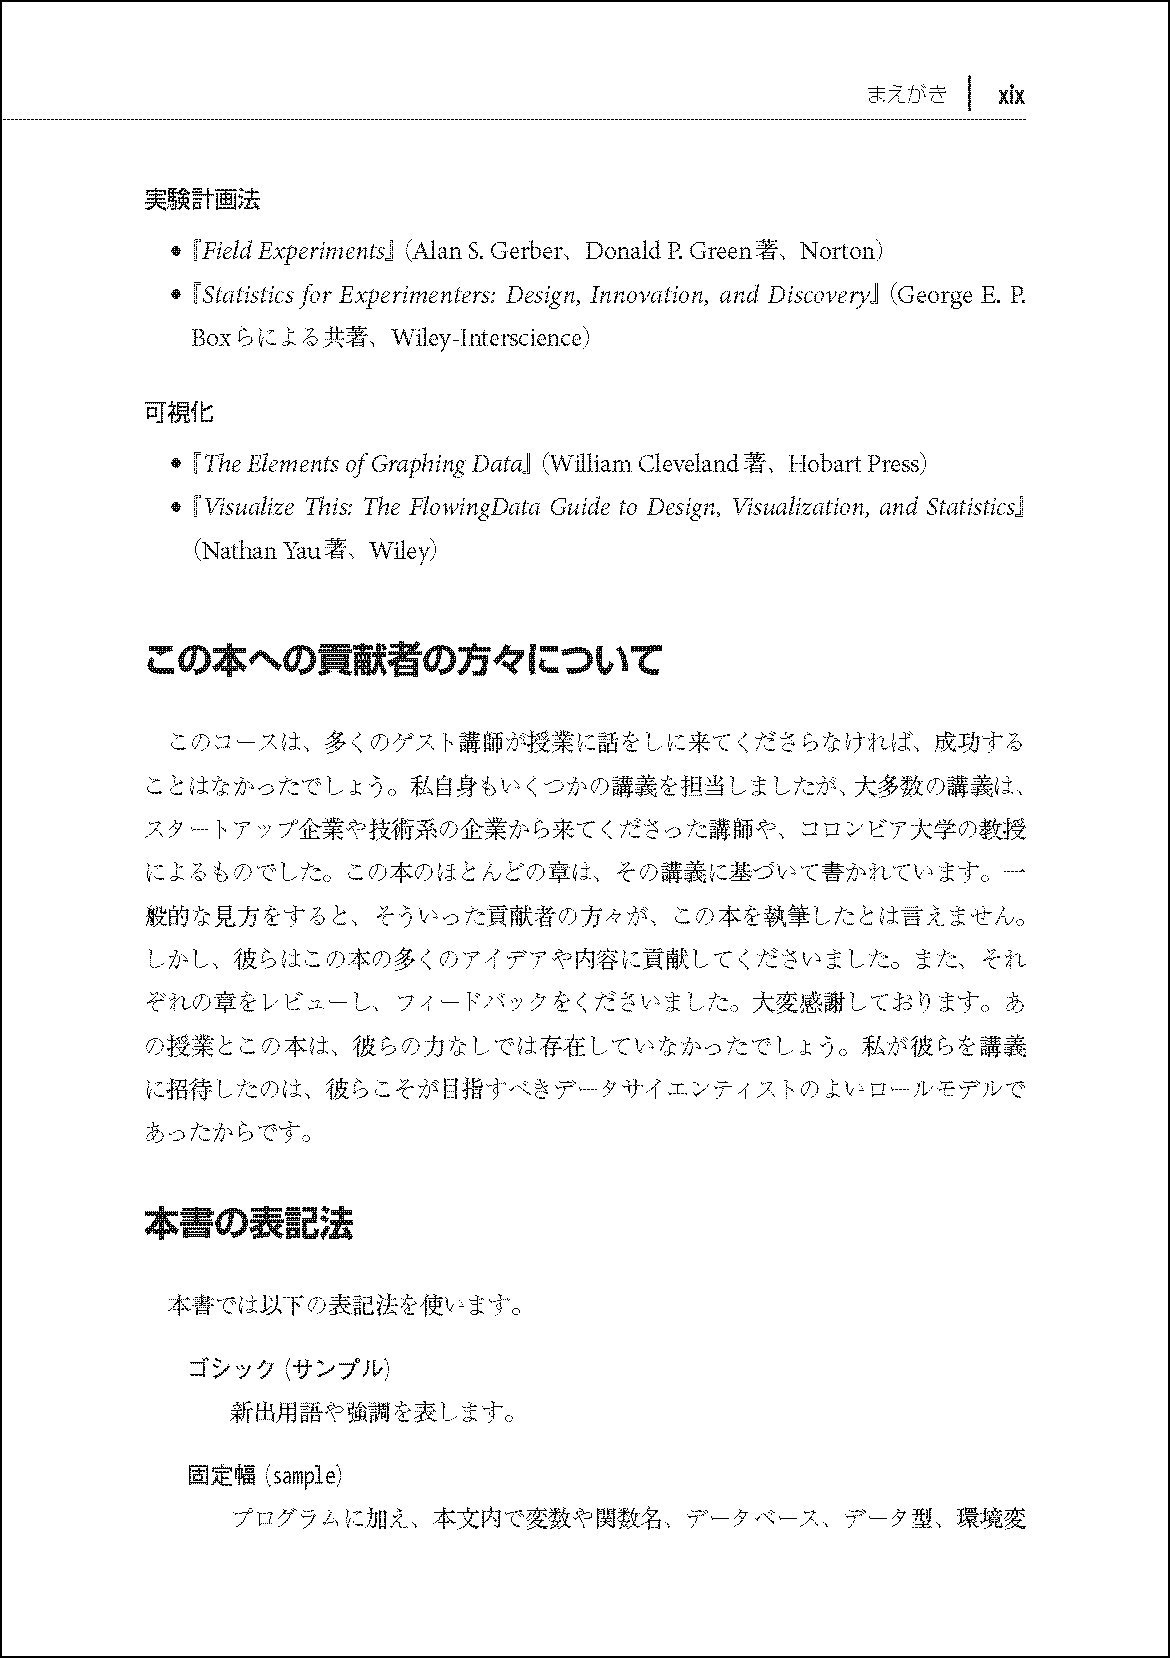 まえがき | xix
実験計画法
● 『Field Experiments』（Alan S. Gerber、Donald P. Green著、Norton）
● 『Statistics for Experimenters: Design, Innovation, and Discovery』（George E. P.
Boxらによる共著、Wiley-Interscience）
可視化
● 『The Elements of Graphing Data』（William Cleveland著、Hobart Press）
● 『Visualize This: The FlowingData Guide to Design, Visualization, and Statistics』
（Nathan Yau著、Wiley）
この本への貢献者の方々について
このコースは、多くのゲスト講師が授業に話をしに来てくださらなければ、成功する
ことはなかったでしょう。私自身もいくつかの講義を担当しましたが、大多数の講義は、
スタートアップ企業や技術系の企業から来てくださった講師や、コロンビア大学の教授
によるものでした。この本のほとんどの章は、その講義に基づいて書かれています。一
般的な見方をすると、そういった貢献者の方々が、この本を執筆したとは言えません。
しかし、彼らはこの本の多くのアイデアや内容に貢献してくださいました。また、それ
ぞれの章をレビューし、フィードバックをくださいました。大変感謝しております。あ
の授業とこの本は、彼らの力なしでは存在していなかったでしょう。私が彼らを講義
に招待したのは、彼らこそが目指すべきデータサイエンティストのよいロールモデルで
あったからです。
本書の表記法
本書では以下の表記法を使います。
ゴシック（サンプル）
新出用語や強調を表します。
固定幅（sample）
プログラムに加え、本文内で変数や関数名、データベース、データ型、環境変